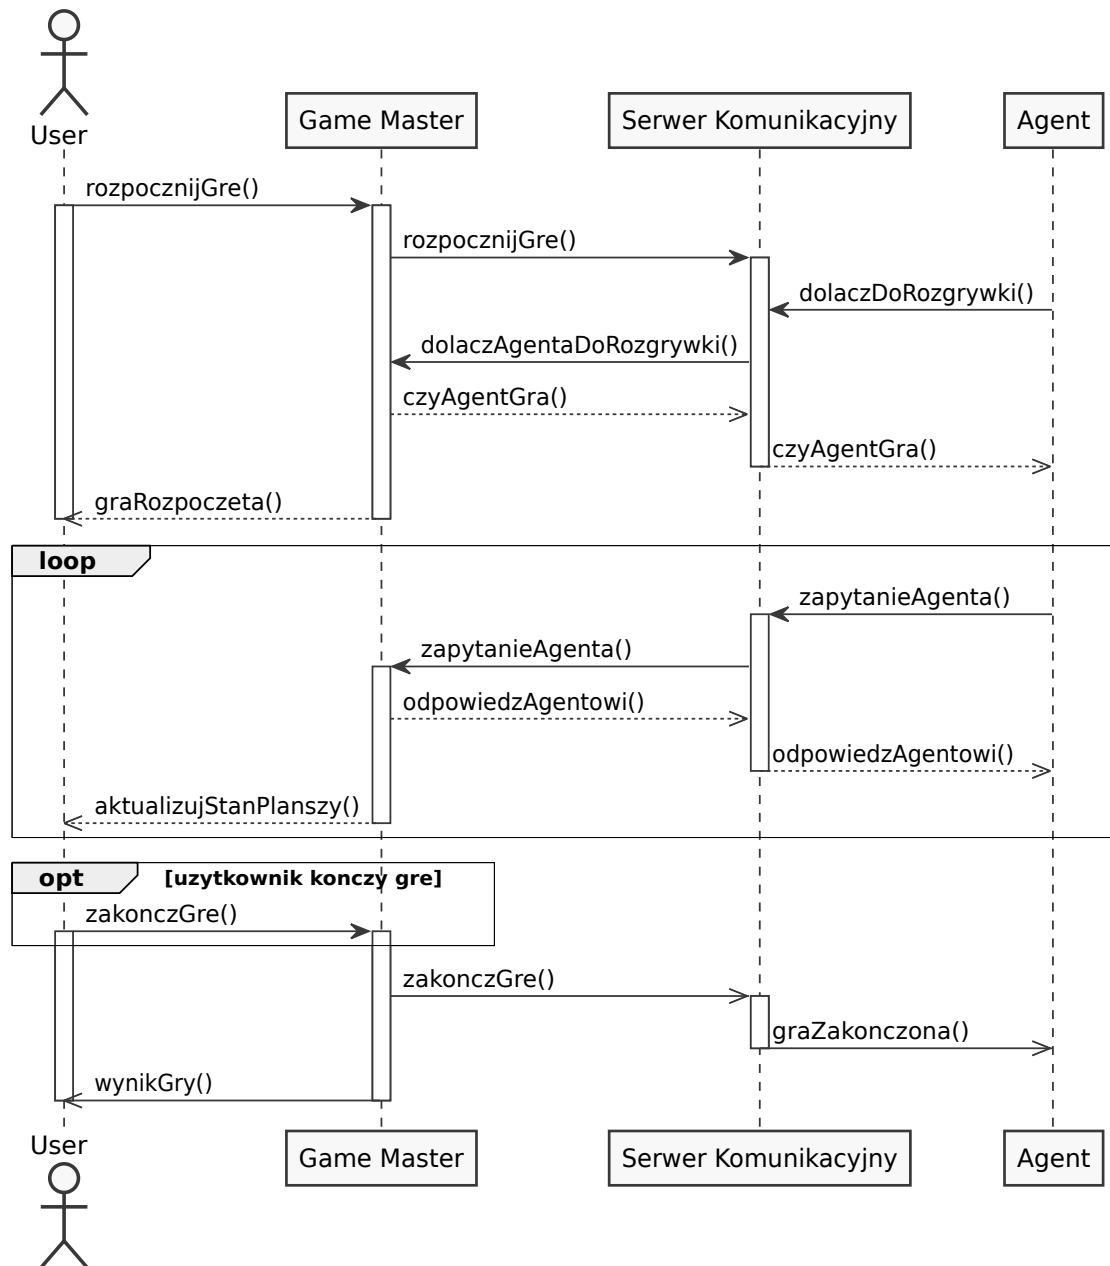 User
Game Master
Serwer Komunikacyjny
Agent
rozpocznijGre()
rozpocznijGre()
dolaczDoRozgrywki()
dolaczAgentaDoRozgrywki()
czyAgentGra()
czyAgentGra()
graRozpoczeta()
loop
zapytanieAgenta()
zapytanieAgenta()
odpowiedzAgentowi()
odpowiedzAgentowi()
aktualizujStanPlanszy()
opt [uzytkownik konczy gre]
zakonczGre()
zakonczGre()
graZakonczona()
wynikGry()
User
Game Master
Serwer Komunikacyjny
Agent